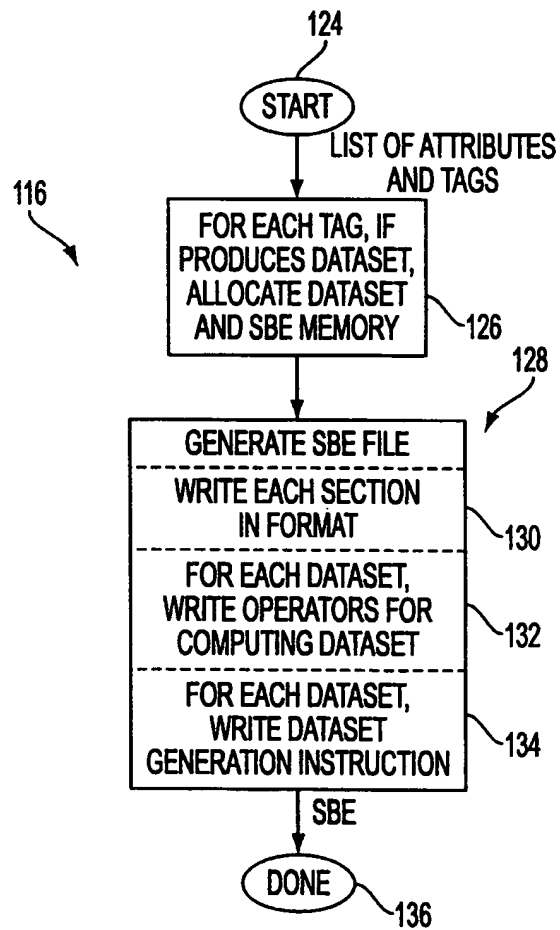 124
START
LIST OF ATTRIBUTES
AND TAGS
116
FOR EACH TAG, IF
PRODUCES DATASET,
ALLOCATE DATASET
AND SBE MEMORY
126
128
GENERATE SBE FILE
WRITE EACH SECTION
IN FORMAT
130
FOR EACH DATASET,
WRITE OPERATORS FOR
COMPUTING DATASET
132
FOR EACH DATASET,
WRITE DATASET
GENERATION INSTRUCTION
134
SBE
DONE
136